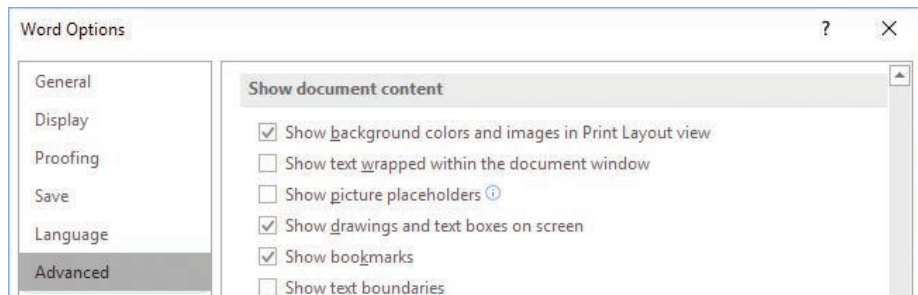 Word Options
?
General
Display
Proofing
Save
Language
Advanced
Show document content
Show background colors and images in Print Layout view
Show text wrapped within the document window
Show picture placeholders
Show drawings and text boxes on screen
Show bookmarks
Show text boundaries